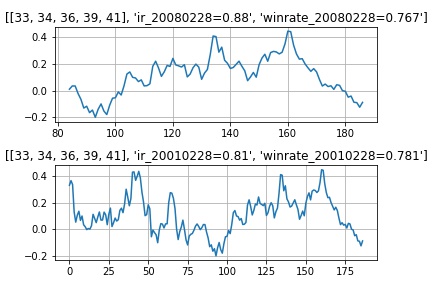 [[33, 34, 36, 39, 41], 'ir_20080228=0.88', 'winrate_20080228=0.767']
0.4
0.2
0.0
−0.2
80 100 120 140 160 180
[[33, 34, 36, 39, 41], 'ir_20010228=0.81', 'winrate_20010228=0.781']
0.4
0.2
0.0
−0.2
0 25 50 75 100 125 150 175